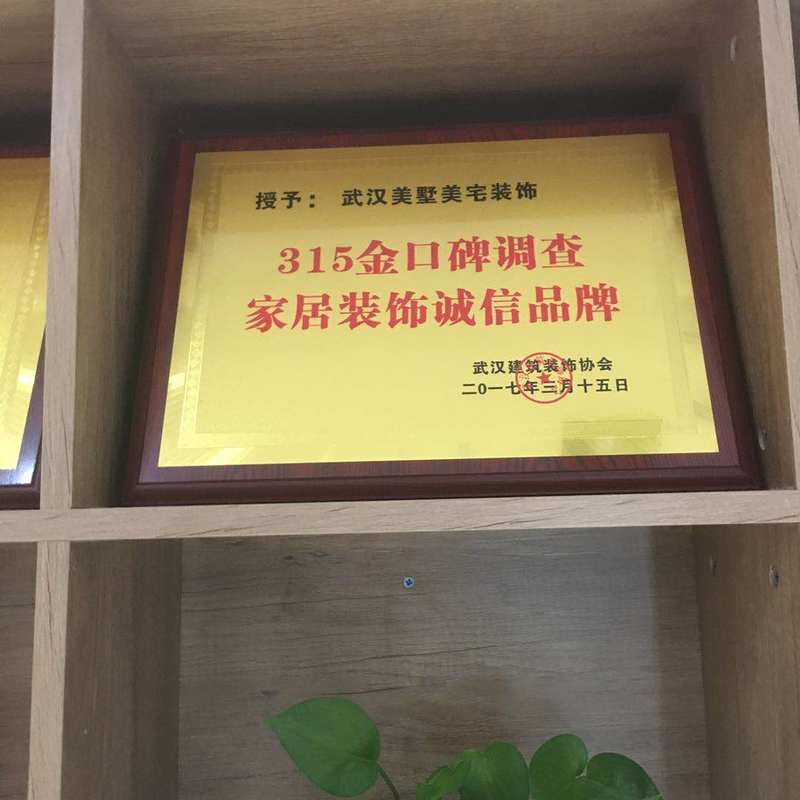 授予： 武汉美墅美宅装饰
315金口碑调查
家居装饰诚信品牌
武汉建筑装饰协会
二〇一七年三月十五日